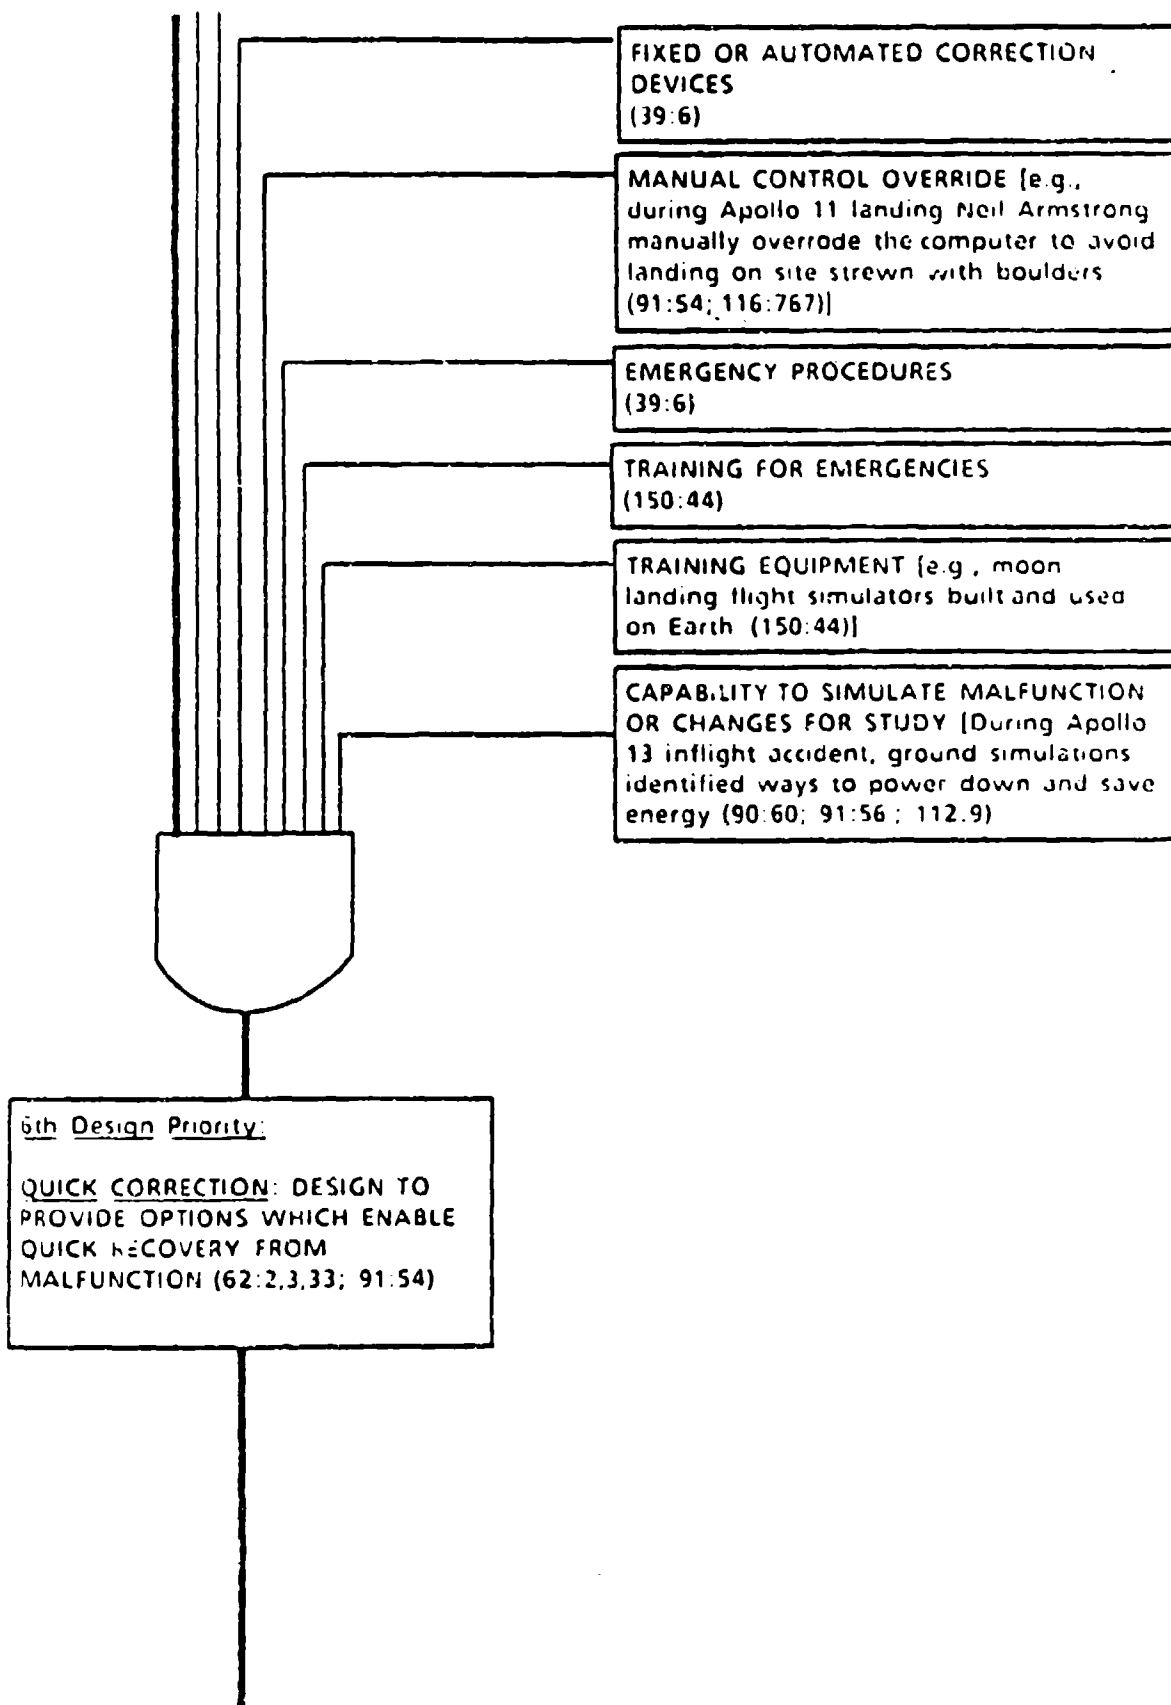 FIXED OR AUTOMATED CORRECTION
DEVICES
(39:6)
MANUAL CONTROL OVERRIDE [e.g.,
during Apollo 11 landing Neil Armstrong
manually overrode the computer to avoid
landing on site strewn with boulders
(91:54; 116:767)]
EMERGENCY PROCEDURES
(39:6)
TRAINING FOR EMERGENCIES
(150:44)
TRAINING EQUIPMENT [e.g., moon
landing flight simulators built and used
on Earth (150:44)]
CAPABILITY TO SIMULATE MALFUNCTION
OR CHANGES FOR STUDY [During Apollo
13 inflight accident, ground simulations
identified ways to power down and save
energy (90:60; 91:56; 112.9)
6th Design Priority:
QUICK CORRECTION: DESIGN TO
PROVIDE OPTIONS WHICH ENABLE
QUICK RECOVERY FROM
MALFUNCTION (62:2,3,33; 91:54)